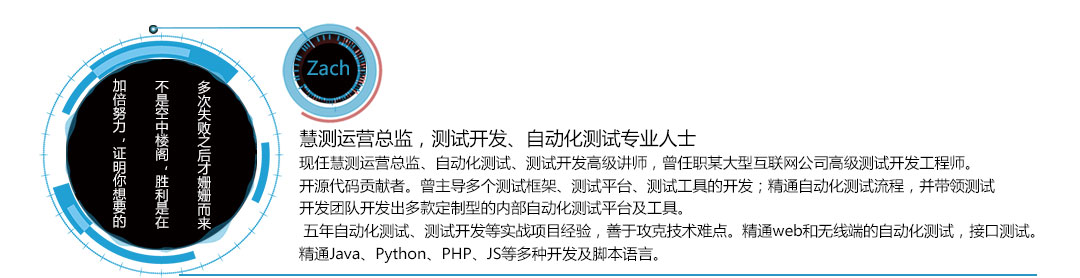 加倍努力，证明你想要的
不是空中楼阁，胜利是在
多次失败之后才姗姗而来
Zach
慧测运营总监，测试开发、自动化测试专业人士
现任慧测运营总监、自动化测试、测试开发高级讲师，曾任职某大型互联网公司高级测试开发工程师。
开源代码贡献者。曾主导多个测试框架、测试平台、测试工具的开发；精通自动化测试流程，并带领测试
开发团队开发出多款定制型的内部自动化测试平台及工具。
五年自动化测试、测试开发等实战项目经验，善于攻克技术难点。精通web和无线端的自动化测试，接口测试。
精通Java、Python、PHP、JS等多种开发及脚本语言。